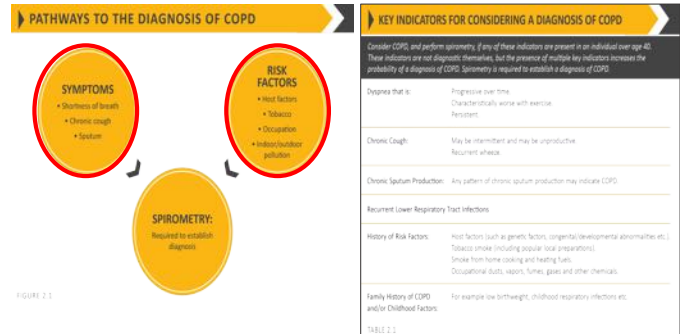 PATHWAYS TO THE DIAGNOSIS OF COPD
SYMPTOMS
• Shortness of breath
• Chronic cough
• Sputum
RISK
FACTORS
• Host factors
• Tobacco
• Occupation
• Indoor/outdoor
pollution
SPIROMETRY:
Required to establish
diagnosis
FIGURE 2.1
KEY INDICATORS FOR CONSIDERING A DIAGNOSIS OF COPD
Consider COPD, and perform spirometry, if any of these indicators are present in an individual over age 40.
These indicators are not diagnostic themselves, but the presence of multiple key indicators increases the
probability of a diagnosis of COPD. Spirometry is required to establish a diagnosis of COPD.
Dyspnea that is:
Progressive over time.
Characteristically worse with exercise.
Persistent.
Chronic Cough:
May be intermittent and may be unproductive.
Recurrent wheeze.
Chronic Sputum Production:
Any pattern of chronic sputum production may indicate COPD.
Recurrent Lower Respiratory Tract Infections
History of Risk Factors:
Host factors (such as genetic factors, congenital/developmental abnormalities etc.).
Tobacco smoke (including popular local preparations).
Smoke from home cooking and heating fuels.
Occupational dusts, vapors, fumes, gases and other chemicals.
Family History of COPD
and/or Childhood Factors:
For example low birthweight, childhood respiratory infections etc.
TABLE 2.1